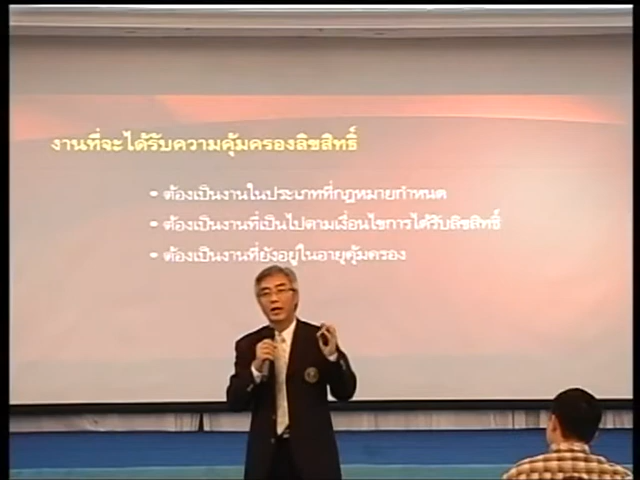 งานที่จะได้รับความคุ้มครองลิขสิทธิ์
• ต้องเป็นงานในประเภทที่กฎหมายกำหนด
• ต้องเป็นงานที่เป็นไปตามเงื่อนไขการได้รับลิขสิทธิ์
• ต้องเป็นงานที่ยังอยู่ในอายุคุ้มครอง